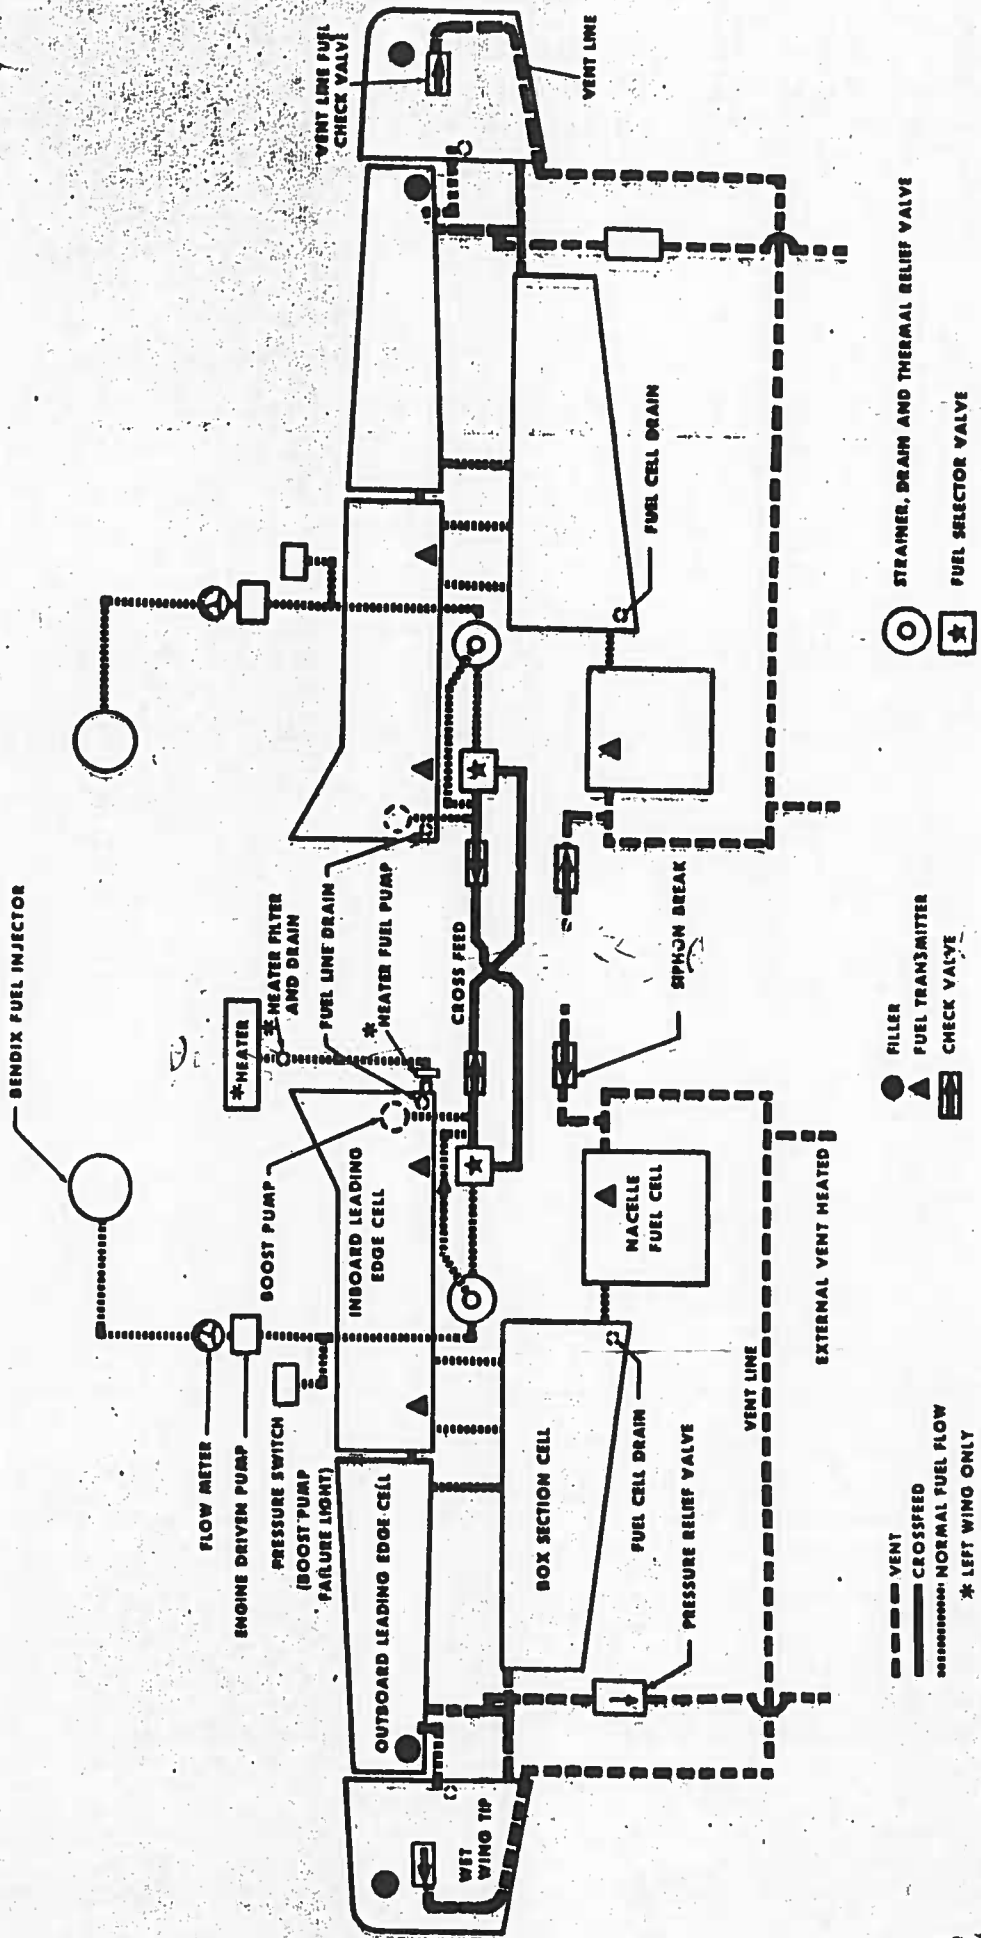 BENDIX FUEL INJECTOR
FLOW METER
ENGINE DRIVEN PUMP
PRESSURE SWITCH
(BOOST PUMP
FAILURE LIGHT)
BOOST PUMP
*HEATER
*HEATER FILTER
AND DRAIN
FUEL LINE DRAIN
*HEATER FUEL PUMP
VENT LINE FUEL
CHECK VALVE
VENT LINE
OUTBOARD LEADING EDGE CELL
INBOARD LEADING
EDGE CELL
WET
WING TIP
CROSS FEED
BOX SECTION CELL
NACELLE
FUEL CELL
SIPHON BREAK
FUEL CELL DRAIN
FUEL CELL DRAIN
PRESSURE RELIEF VALVE
VENT LINE
EXTERNAL VENT HEATED
VENT
CROSSFEED
NORMAL FUEL FLOW
* LEFT WING ONLY
FILLER
FUEL TRANSMITTER
CHECK VALVE
STRAINER, DRAIN AND THERMAL RELIEF VALVE
FUEL SELECTOR VALVE